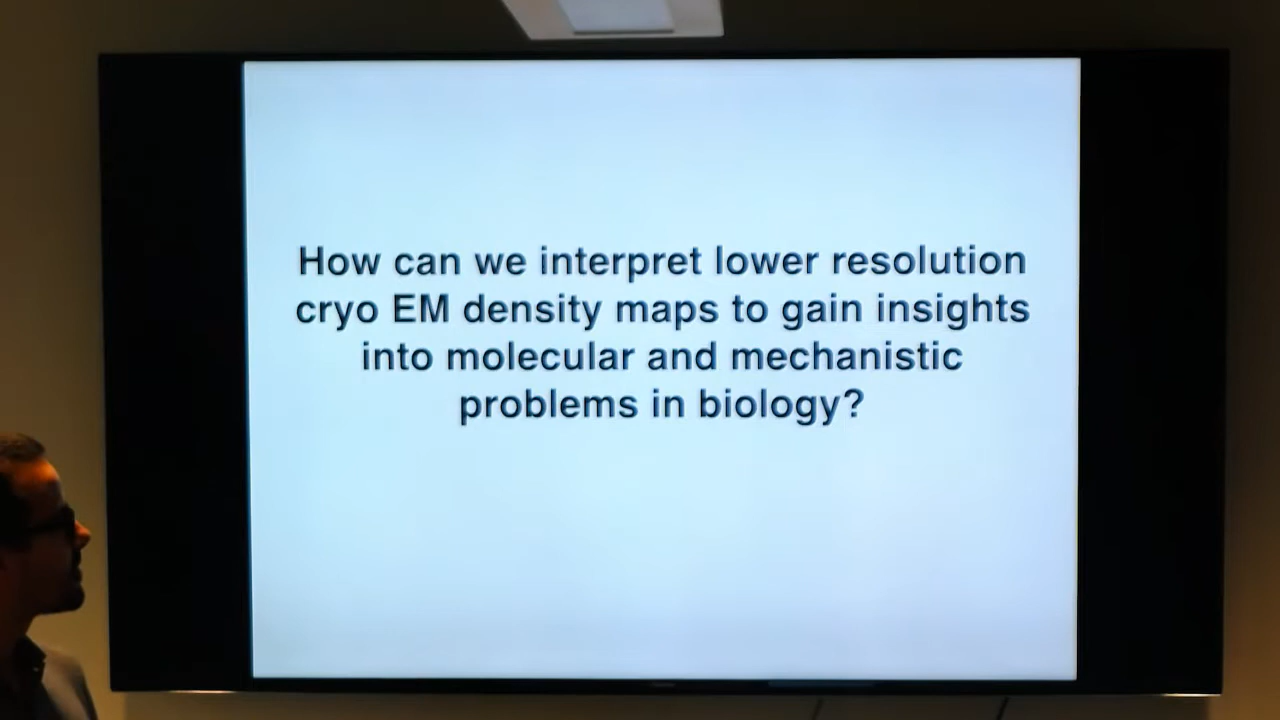 How can we interpret lower resolution
cryo EM density maps to gain insights
into molecular and mechanistic
problems in biology?